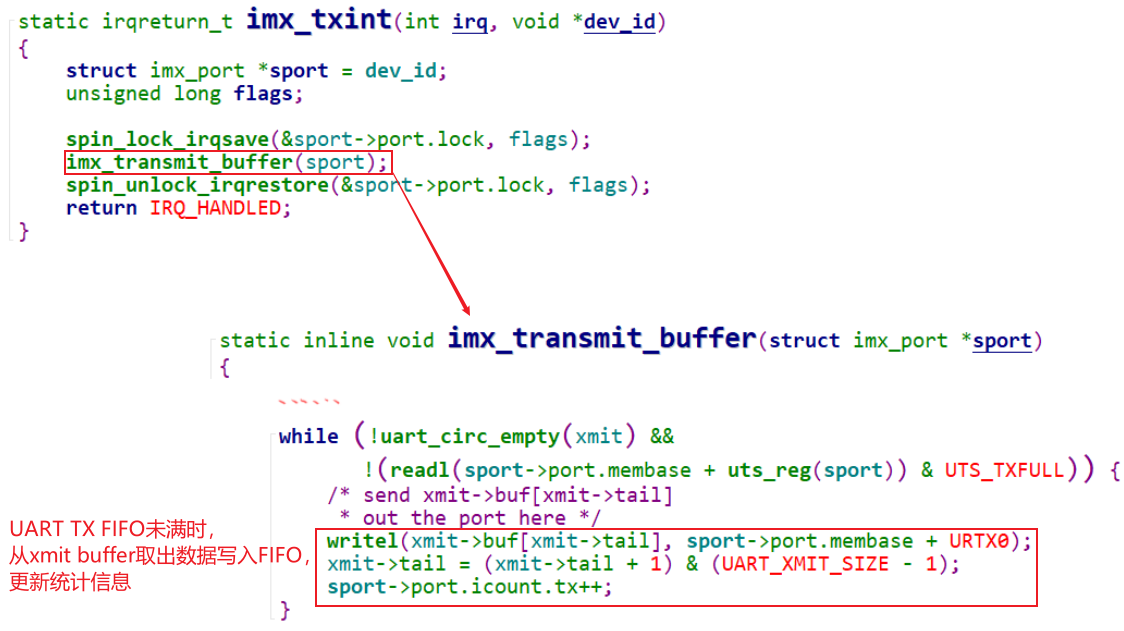 static irqreturn_t imx_txint(int irq, void *dev_id)
{
struct imx_port *sport = dev_id;
unsigned long flags;
spin_lock_irqsave(&sport->port.lock, flags);
imx_transmit_buffer(sport);
spin_unlock_irqrestore(&sport->port.lock, flags);
return IRQ_HANDLED;
}
static inline void imx_transmit_buffer(struct imx_port *sport)
{
while (!uart_circ_empty(xmit) &&
!(readl(sport->port.membase + uts_reg(sport)) & UTS_TXFULL)) {
/* send xmit->buf[xmit->tail]
* out the port here */
writel(xmit->buf[xmit->tail], sport->port.membase + URTX0);
xmit->tail = (xmit->tail + 1) & (UART_XMIT_SIZE - 1);
sport->port.icount.tx++;
}
UART TX FIFO未满时，
从xmit buffer取出数据写入FIFO，
更新统计信息